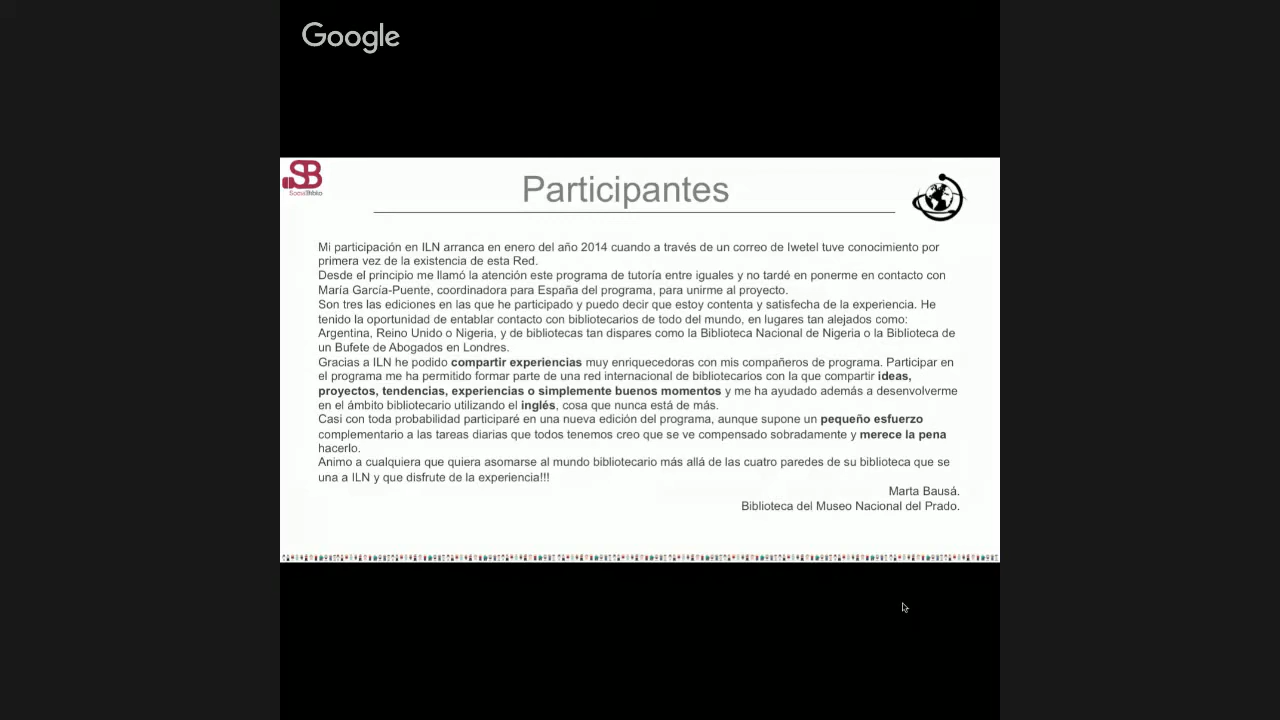 Google
SB
SocialBiblio
Participantes
Mi participación en ILN arranca en enero del año 2014 cuando a través de un correo de Iwetel tuve conocimiento por
primera vez de la existencia de esta Red.
Desde el principio me llamó la atención este programa de tutoría entre iguales y no tardé en ponerme en contacto con
María García-Puente, coordinadora para España del programa, para unirme al proyecto.
Son tres las ediciones en las que he participado y puedo decir que estoy contenta y satisfecha de la experiencia. He
tenido la oportunidad de entablar contacto con bibliotecarios de todo del mundo, en lugares tan alejados como:
Argentina, Reino Unido o Nigeria, y de bibliotecas tan dispares como la Biblioteca Nacional de Nigeria o la Biblioteca de
un Bufete de Abogados en Londres.
Gracias a ILN he podido compartir experiencias muy enriquecedoras con mis compañeros de programa. Participar en
el programa me ha permitido formar parte de una red internacional de bibliotecarios con la que compartir ideas,
proyectos, tendencias, experiencias o simplemente buenos momentos y me ha ayudado además a desenvolverme
en el ámbito bibliotecario utilizando el inglés, cosa que nunca está de más.
Casi con toda probabilidad participaré en una nueva edición del programa, aunque supone un pequeño esfuerzo
complementario a las tareas diarias que todos tenemos creo que se ve compensado sobradamente y merece la pena
hacerlo.
Animo a cualquiera que quiera asomarse al mundo bibliotecario más allá de las cuatro paredes de su biblioteca que se
una a ILN y que disfrute de la experiencia!!!
Marta Bausá.
Biblioteca del Museo Nacional del Prado.